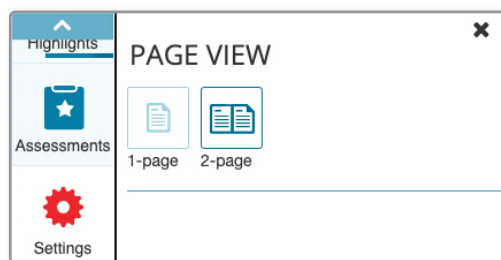 Highlights
Assessments
Settings
PAGE VIEW
1-page
2-page